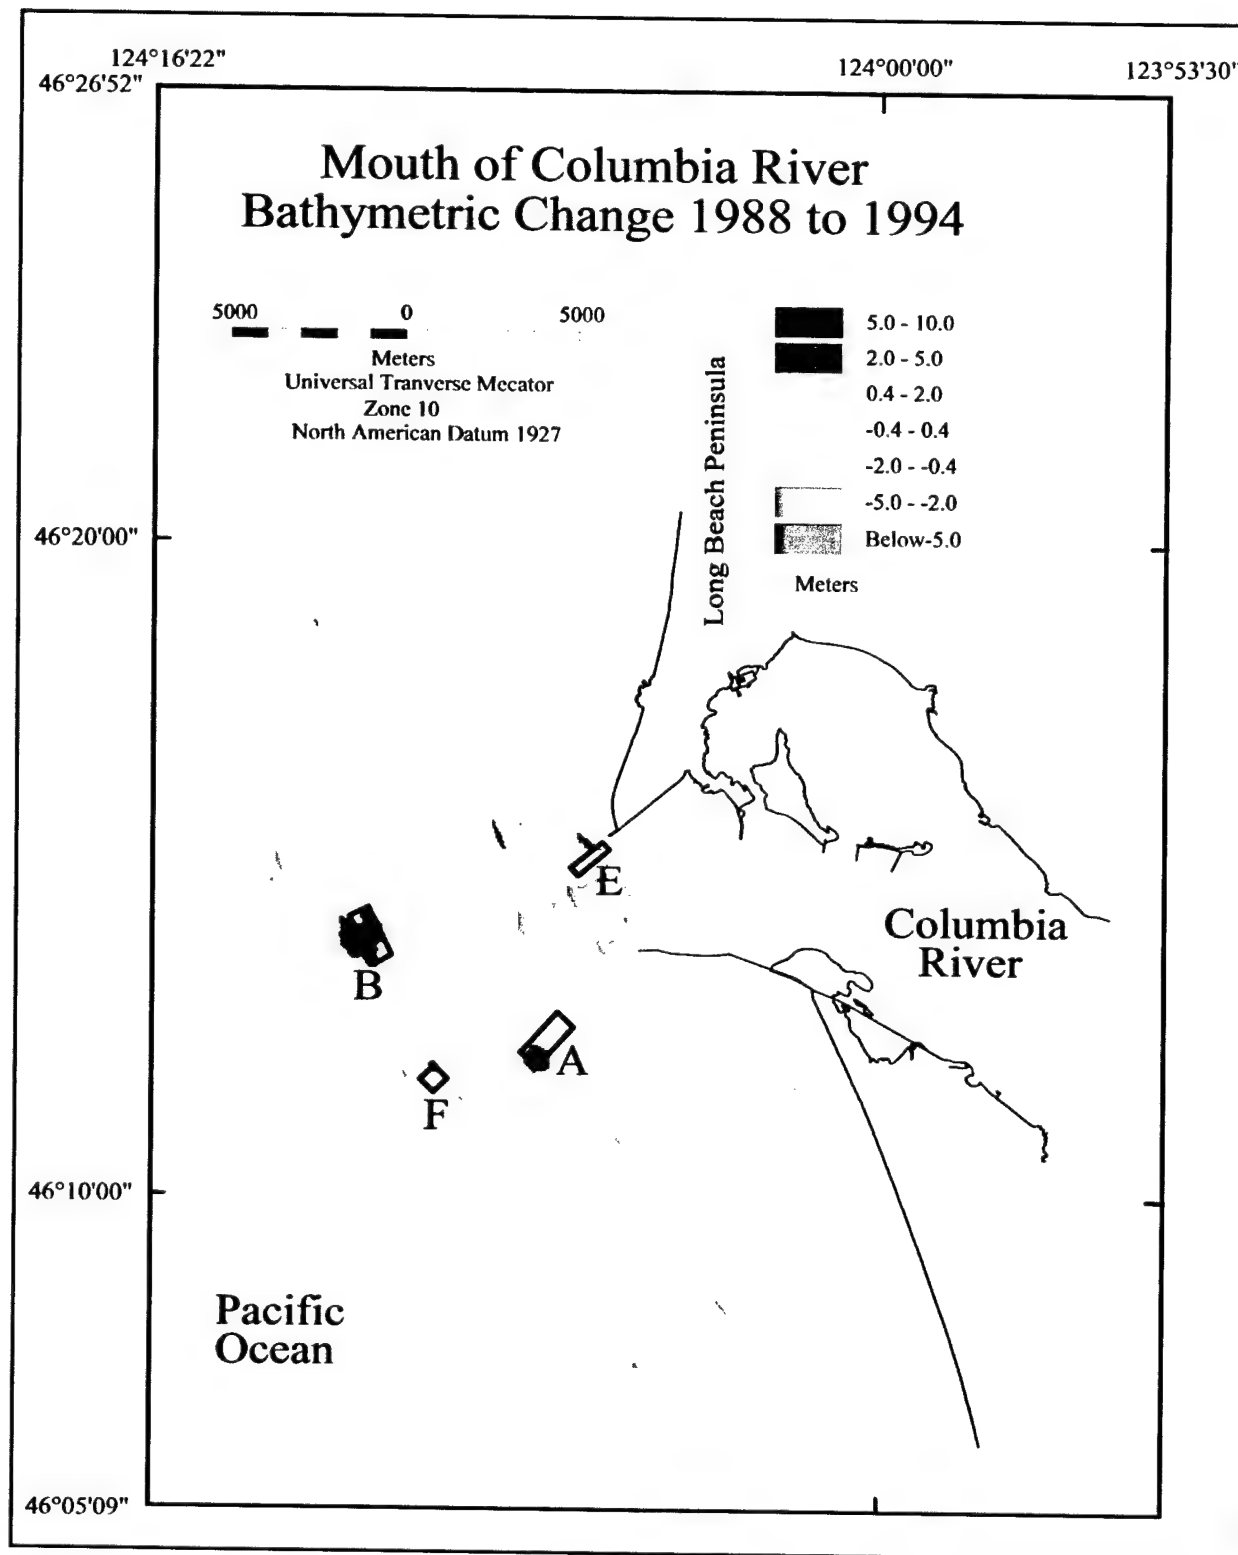 124°16'22"
124°00'00"
123°53'30"
46°26'52"
Mouth of Columbia River
Bathymetric Change 1988 to 1994
5000 0 5000
Meters
Universal Tranverse Mecator
Zone 10
North American Datum 1927
5.0 - 10.0
2.0 - 5.0
0.4 - 2.0
-0.4 - 0.4
-2.0 - -0.4
-5.0 - -2.0
Below-5.0
Meters
Long Beach Peninsula
46°20'00"
E
Columbia
River
B
A
F
46°10'00"
Pacific
Ocean
46°05'09"